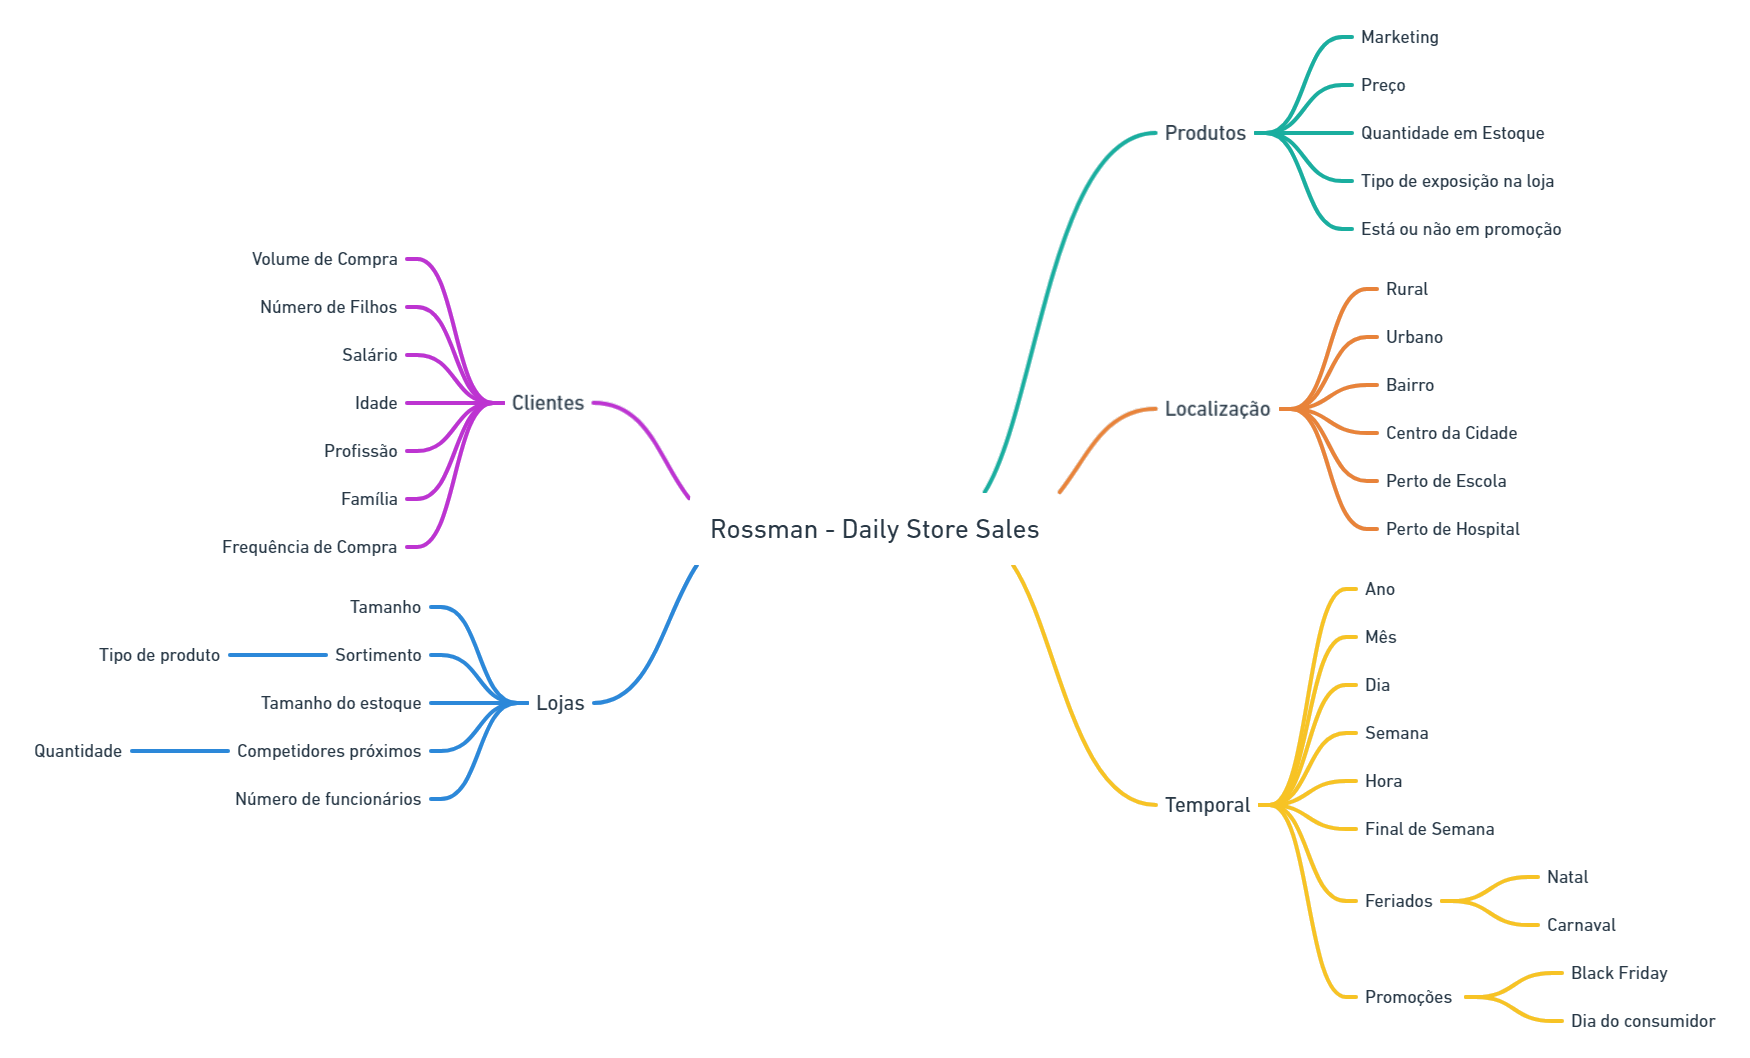 Rossman - Daily Store Sales
Produtos
Marketing
Preço
Quantidade em Estoque
Tipo de exposição na loja
Está ou não em promoção
Localização
Rural
Urbano
Bairro
Centro da Cidade
Perto de Escola
Perto de Hospital
Temporal
Ano
Mês
Dia
Semana
Hora
Final de Semana
Feriados
Natal
Carnaval
Promoções
Black Friday
Dia do consumidor
Clientes
Volume de Compra
Número de Filhos
Salário
Idade
Profissão
Família
Frequência de Compra
Lojas
Tamanho
Sortimento
Tipo de produto
Tamanho do estoque
Competidores próximos
Quantidade
Número de funcionários